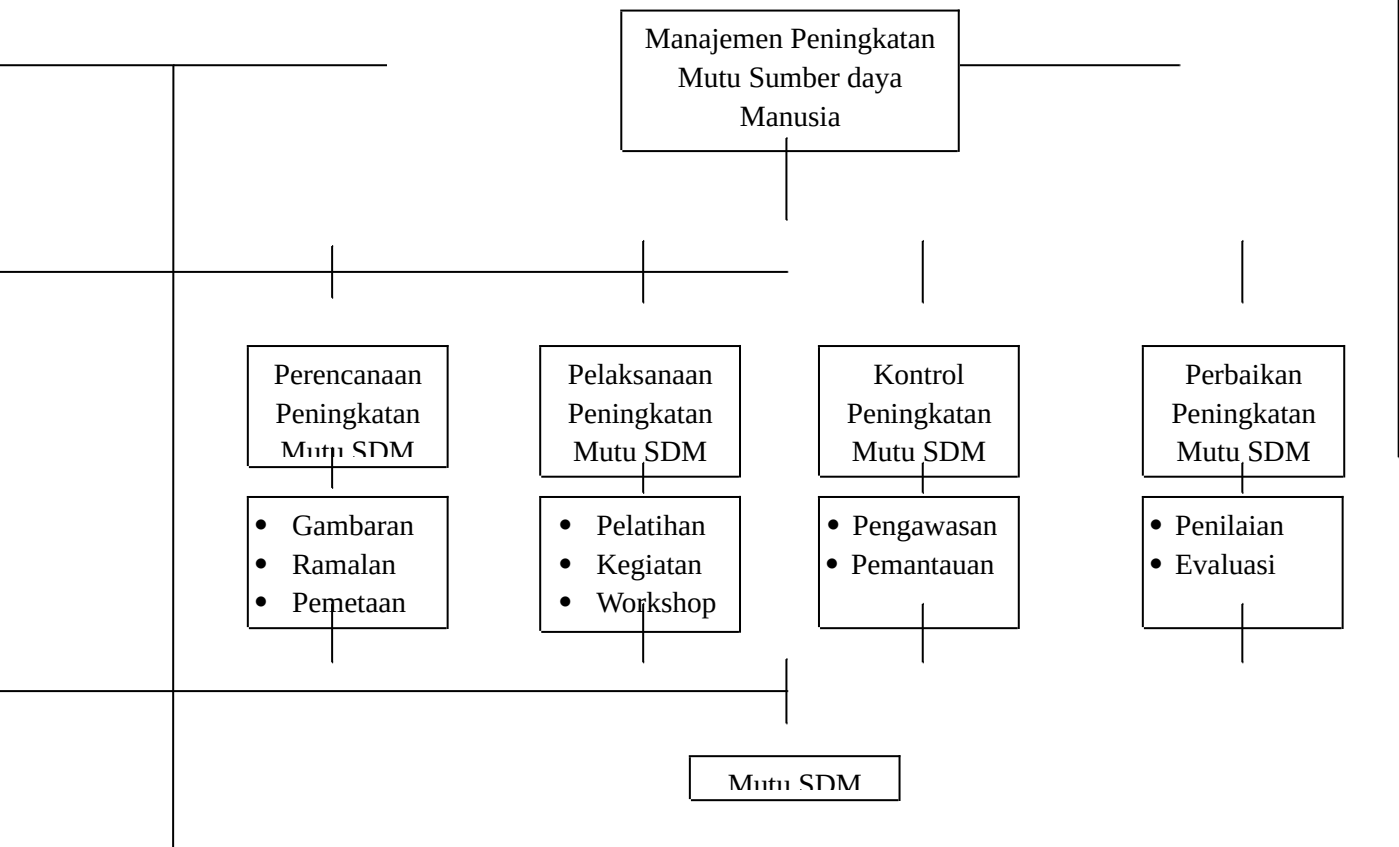 Manajemen Peningkatan
Mutu Sumber daya
Manusia
Perencanaan
Peningkatan
Mutu SDM
Pelaksanaan
Peningkatan
Mutu SDM
Kontrol
Peningkatan
Mutu SDM
Perbaikan
Peningkatan
Mutu SDM
• Gambaran
• Ramalan
• Pemetaan
• Pelatihan
• Kegiatan
• Workshop
• Pengawasan
• Pemantauan
• Penilaian
• Evaluasi
Mutu SDM